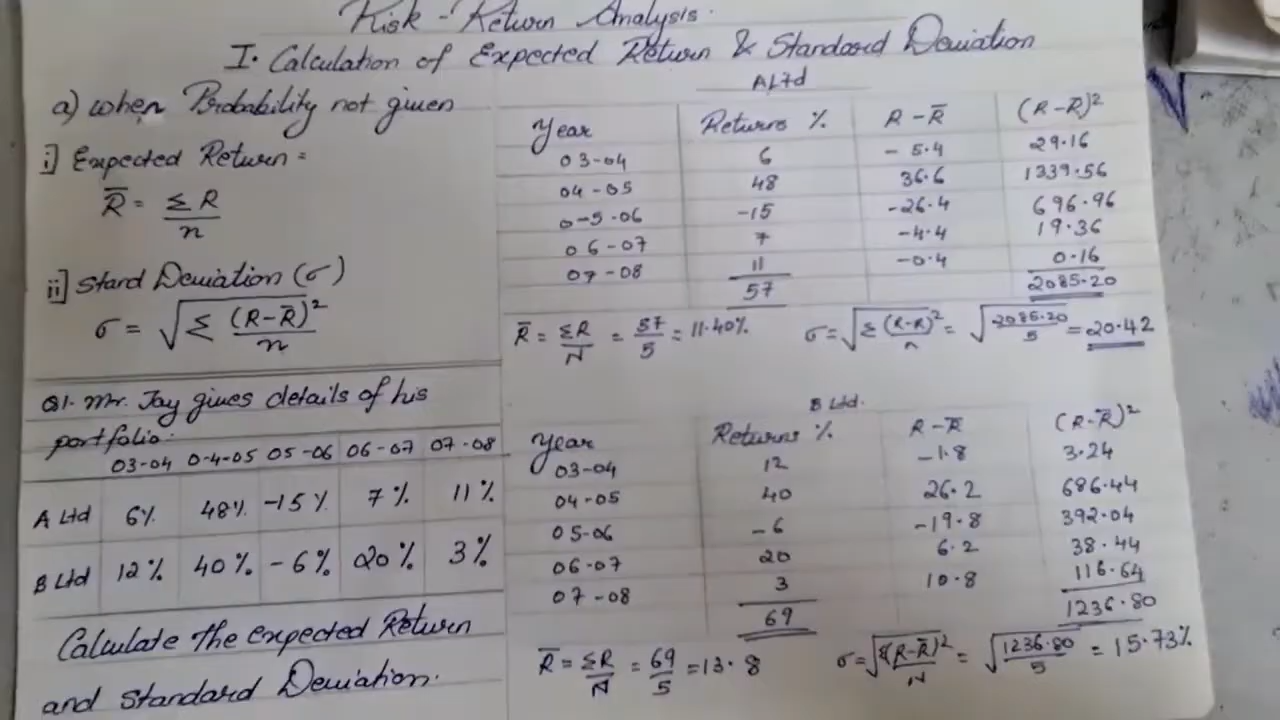 Risk - Return Analysis.
I. Calculation of Expected Return & Standard Deviation
a) when Probability not given
i] Expected Return =
R̅ = ΣR / n
ii] Stard Deviation (σ)
σ = √Σ (R-R̅)² / n
Q1. Mr. Jay gives details of his
portfolio:
03-04 0-4-05 05-06 06-07 07-08
A Ltd 6% 48% -15% 7% 11%
B Ltd 12% 40% -6% 20% 3%
Calculate the expected Return
and Standard Deviation.
A Ltd
Year Returns % R-R̅ (R-R̅)²
03-04 6 -5.4 29.16
04-05 48 36.6 1339.56
0-5-06 -15 -26.4 696.96
06-07 7 -4.4 19.36
07-08 11 -0.4 0.16
57 2085.20
R̅ = ΣR / N = 57 / 5 = 11.40% σ = √Σ(R-R)² / n = √2085.20 / 5 = 20.42
B Ltd.
Year Returns % R-R̅ (R-R̅)²
03-04 12 -1.8 3.24
04-05 40 26.2 686.44
05-06 -6 -19.8 392.04
06-07 20 6.2 38.44
07-08 3 10.8 116.64
69 1236.80
R̅ = ΣR / N = 69 / 5 = 13.8 σ = √Σ(R-R̅)² / N = √1236.80 / 5 = 15.73%